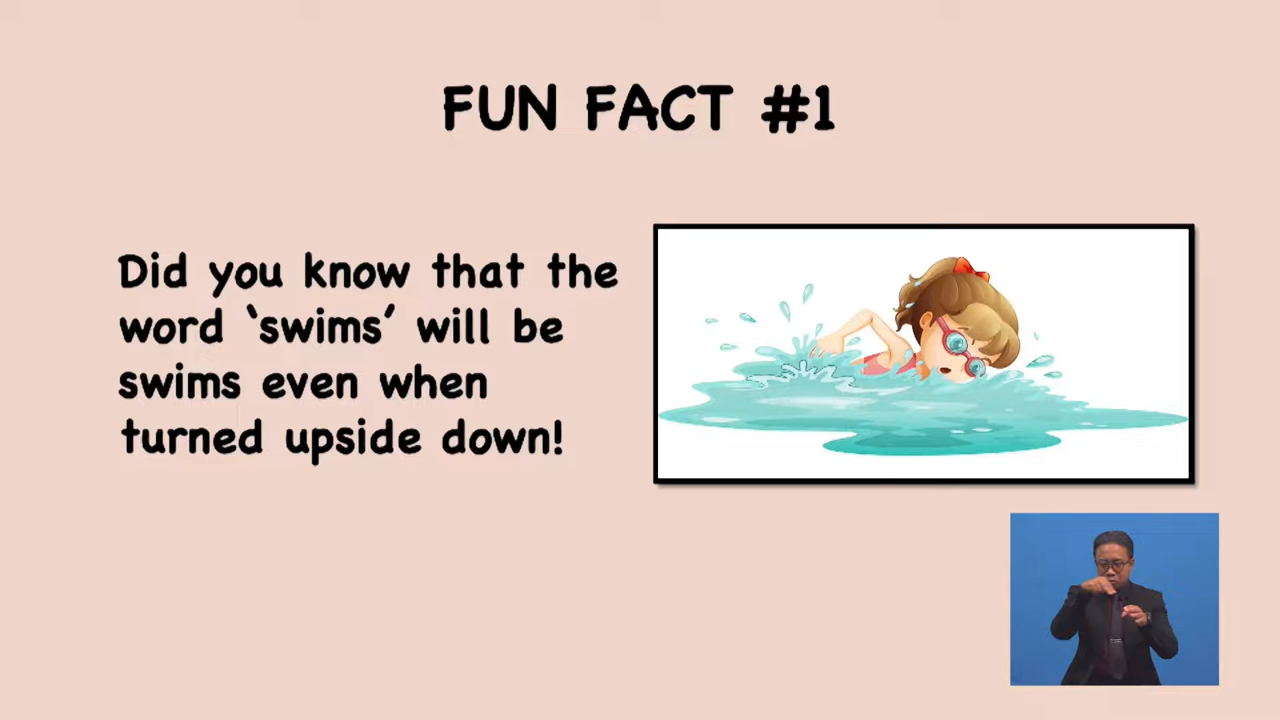 FUN FACT #1
Did you know that the
word ‘swims’ will be
swims even when
turned upside down!